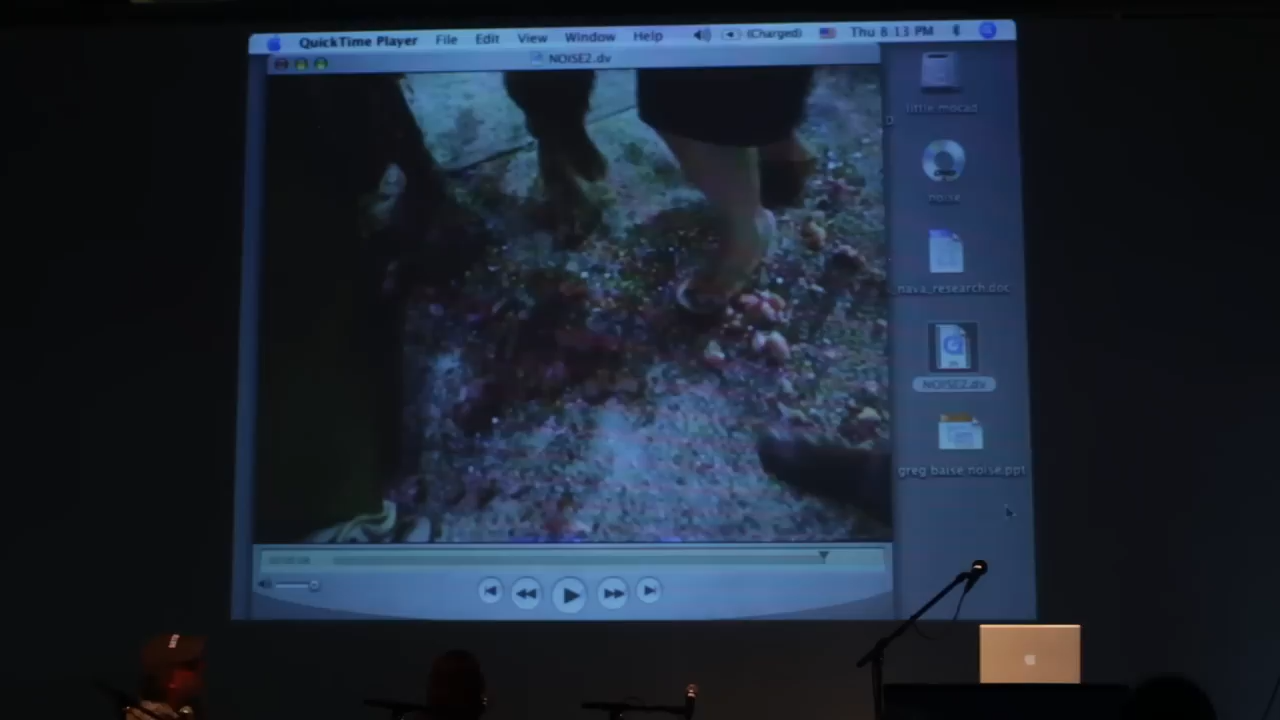 QuickTime Player File Edit View Window Help (Charged) Thu 8:13 PM
NOISE2.dv
little mocad
noise
nava_research.doc
NOISE2.dv
greg baise noise.ppt